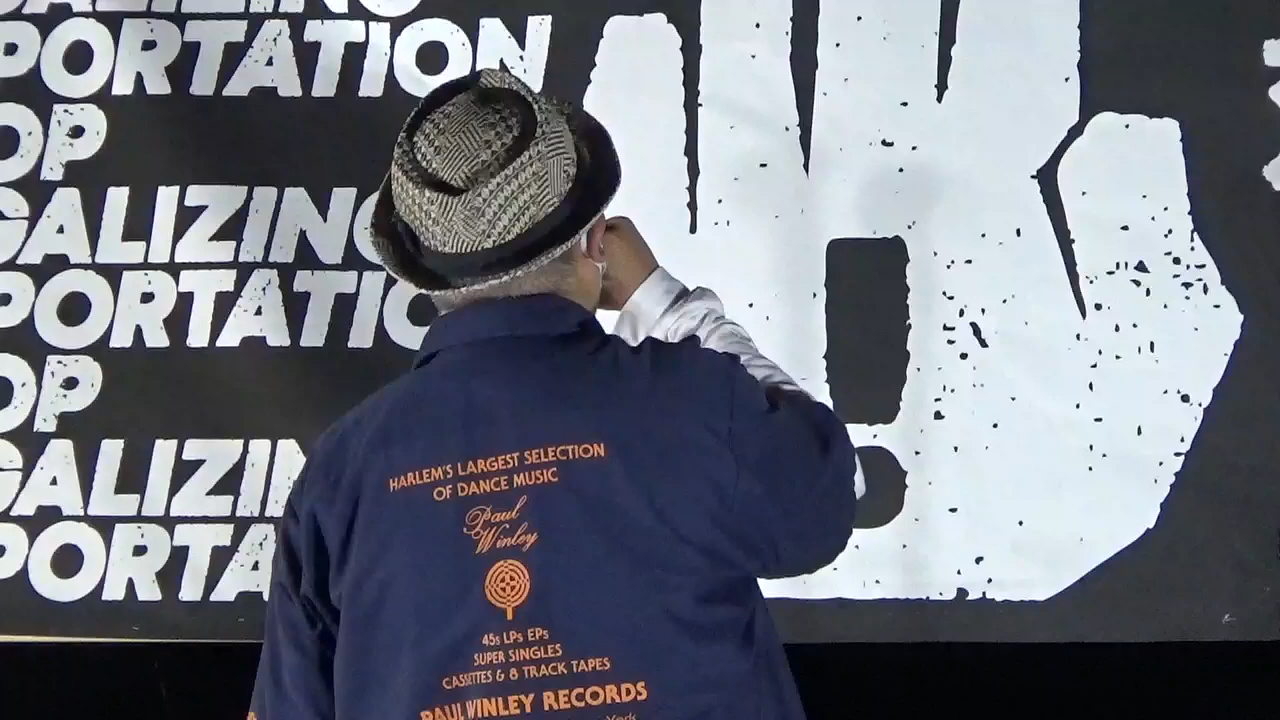 PORTATION
OP
GALIZING
PORTATIO
OP
GALIZIN
PORTA
HARLEM'S LARGEST SELECTION
OF DANCE MUSIC
Paul
Winley
45s LPs EPs
SUPER SINGLES
CASSETTES & 8 TRACK TAPES
PAUL WINLEY RECORDS